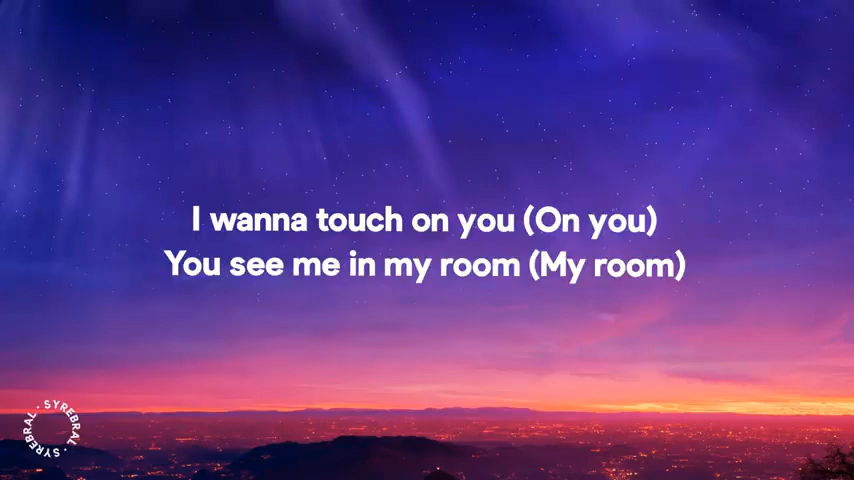 I wanna touch on you (On you)
You see me in my room (My room)
SYREBRAL · SYREBRAL ·